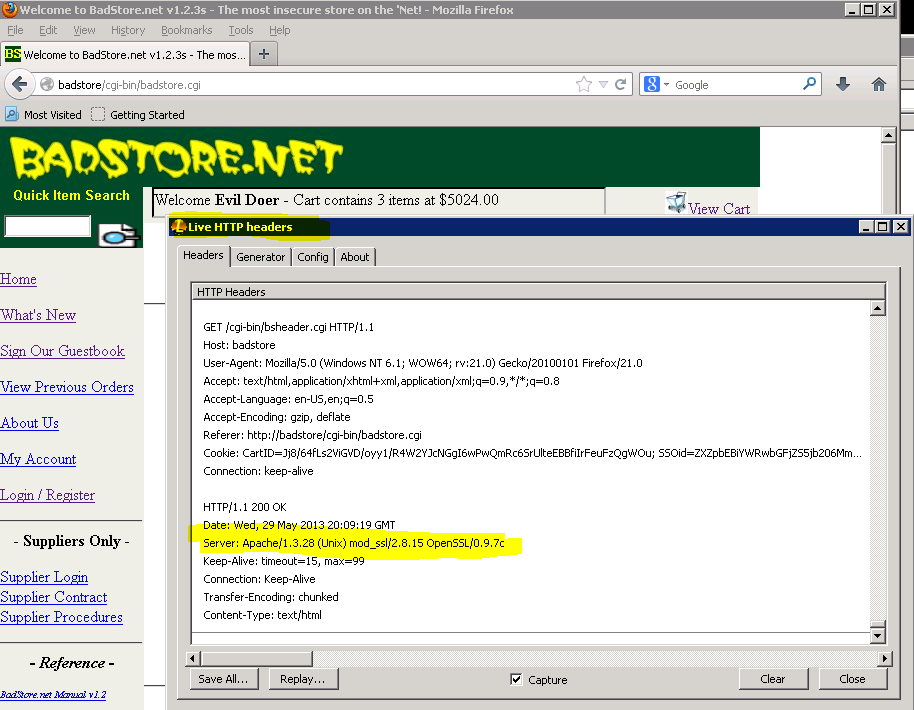 Welcome to BadStore.net v1.2.3s - The most insecure store on the 'Net! - Mozilla Firefox
File Edit View History Bookmarks Tools Help
BS Welcome to BadStore.net v1.2.3s - The mos... +
badstore/cgi-bin/badstore.cgi
8 Google
Most Visited Getting Started
BADSTORE.NET
Quick Item Search
Welcome Evil Doer - Cart contains 3 items at $5024.00
View Cart
Home
What's New
Sign Our Guestbook
View Previous Orders
About Us
My Account
Login / Register
- Suppliers Only -
Supplier Login
Supplier Contract
Supplier Procedures
- Reference -
BadStore.net Manual v1.2
Live HTTP headers
Headers Generator Config About
HTTP Headers
GET /cgi-bin/bsheader.cgi HTTP/1.1
Host: badstore
User-Agent: Mozilla/5.0 (Windows NT 6.1; WOW64; rv:21.0) Gecko/20100101 Firefox/21.0
Accept: text/html,application/xhtml+xml,application/xml;q=0.9,*/*;q=0.8
Accept-Language: en-US,en;q=0.5
Accept-Encoding: gzip, deflate
Referer: http://badstore/cgi-bin/badstore.cgi
Cookie: CartID=Jj8/64fLs2ViGVD/oyy1/R4W2YJcNGgI6wPwQmRc6SrUlteEBBfiIrFeuFzQgWOu; SSOid=ZXZpbEBiYWRwbGFjZS5jb206Mm...
Connection: keep-alive
HTTP/1.1 200 OK
Date: Wed, 29 May 2013 20:09:19 GMT
Server: Apache/1.3.28 (Unix) mod_ssl/2.8.15 OpenSSL/0.9.7c
Keep-Alive: timeout=15, max=99
Connection: Keep-Alive
Transfer-Encoding: chunked
Content-Type: text/html
Save All... Replay... Capture Clear Close